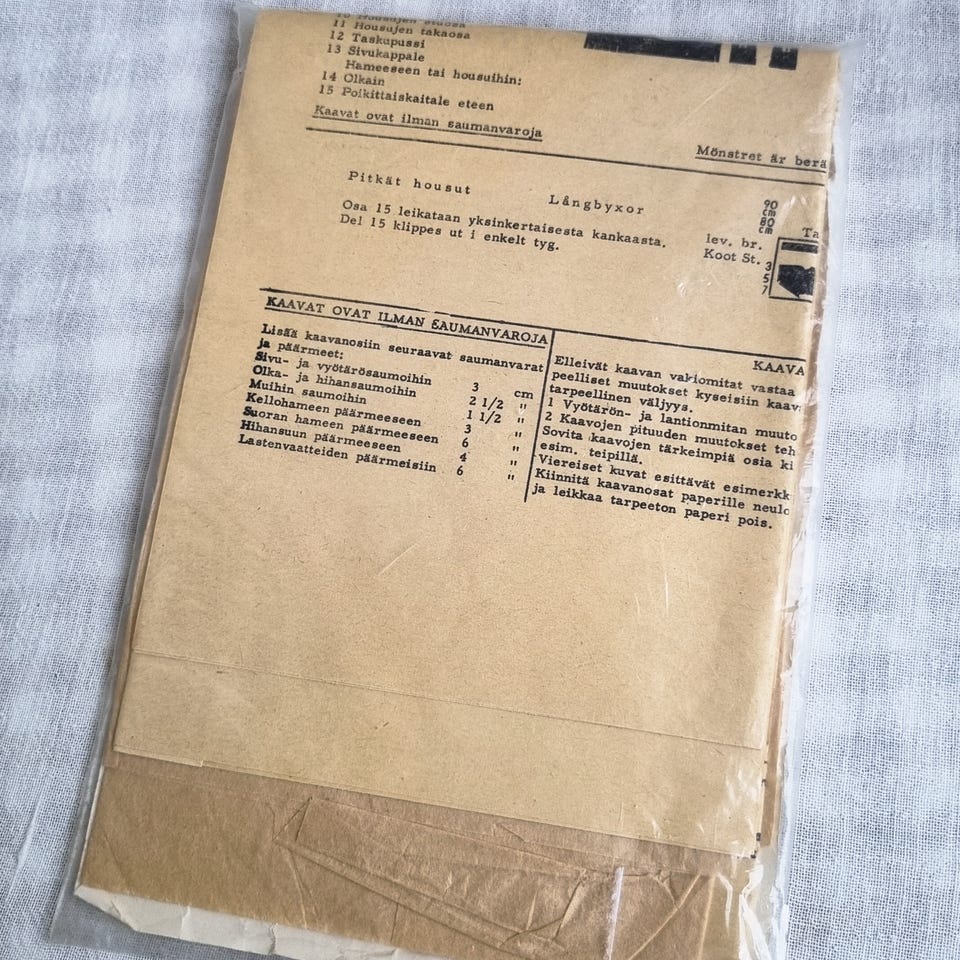 10 Housujen etuosa
11 Housujen takaosa
12 Taskupussi
13 Sivukappale
Hameeseen tai housuihin:
14 Olkain
15 Poikittaiskaitale eteen
Kaavat ovat ilman saumanvaroja
Mönstret är berä
Pitkät housut
Långbyxor
Osa 15 leikataan yksinkertaisesta kankaasta.
Del 15 klippes ut i enkelt tyg.
90
cm
80
cm
lev. br.
Ta
Koot St. 3
5
7
KAAVAT OVAT ILMAN SAUMANVAROJA
Lisää kaavanosiin seuraavat saumanvarat
ja päärmeet:
Sivu- ja vyötärösaumoihin 3 cm
Olka- ja hihansaumoihin 2 1/2 "
Muihin saumoihin 1 1/2 "
Kellohameen päärmeeseen 3 "
Suoran hameen päärmeeseen 6 "
Hihansuun päärmeeseen 4 "
Lastenvaatteiden päärmeisiin 6 "
KAAVA
Elleivät kaavan vakiomitat vastaa
peelliset muutokset kyseisiin kaav
tarpeellinen väljyys.
1 Vyötärön- ja lantionmitan muuto
2 Kaavojen pituuden muutokset teh
Sovita kaavojen tärkeimpiä osia ki
esim. teipillä.
Viereiset kuvat esittävät esimerkk
Kiinnitä kaavanosat paperille neulo
ja leikkaa tarpeeton paperi pois.